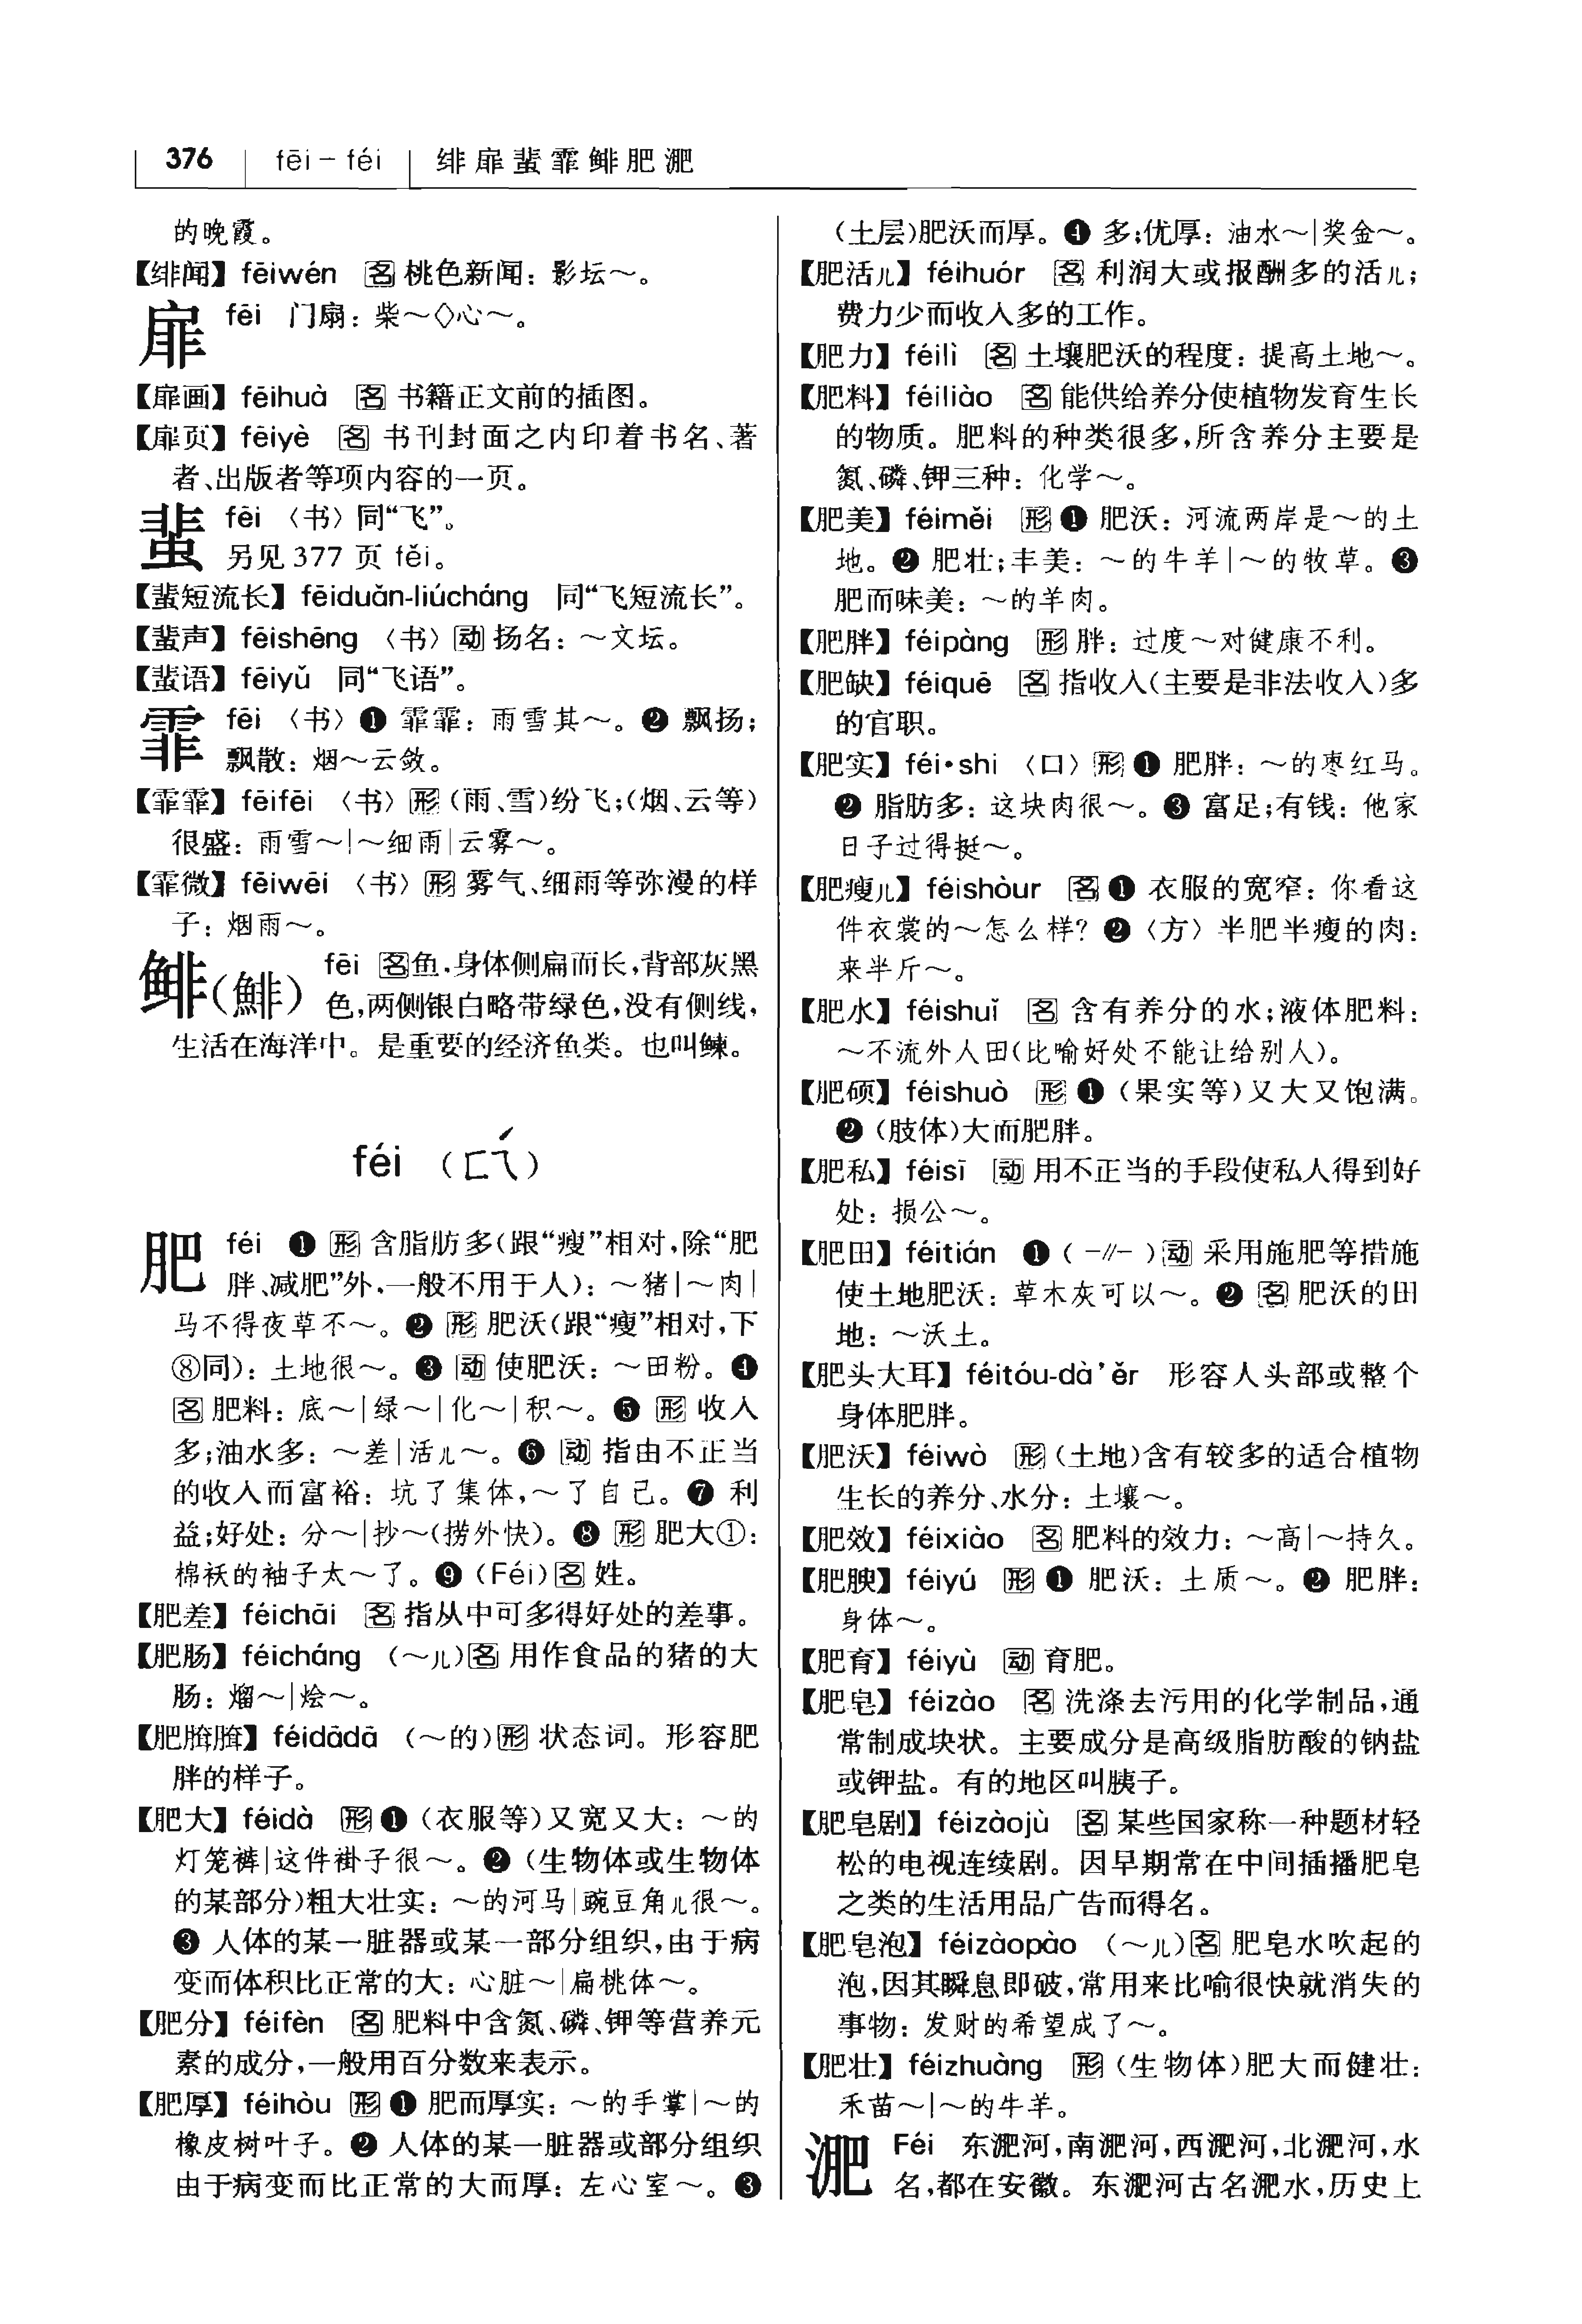 376 fēi – féi 绯扉蜚霏鲱肥淝
的晚霞。
【绯闻】 fēiwén 名 桃色新闻：影坛～。
扉 fēi 门扇：柴～◇心～。
【扉画】 fēihuà 名 书籍正文前的插图。
【扉页】 fēiyè 名 书刊封面之内印着书名、著
者、出版者等项内容的一页。
蜚 fēi 〈书〉同“飞”。
另见 377 页 fěi。
【蜚短流长】 fēiduǎn-liúcháng 同“飞短流长”。
【蜚声】 fēishēng 〈书〉 动 扬名：～文坛。
【蜚语】 fēiyǔ 同“飞语”。
霏 fēi 〈书〉❶ 霏霏：雨雪其～。❷ 飘扬；
飘散：烟～云敛。
【霏霏】 fēifēi 〈书〉 形 （雨、雪）纷飞；（烟、云等）
很盛：雨雪～|～细雨|云雾～。
【霏微】 fēiwēi 〈书〉 形 雾气、细雨等弥漫的样
子：烟雨～。
鲱（鯡） fēi 名 鱼，身体侧扁而长，背部灰黑
色，两侧银白略带绿色，没有侧线，
生活在海洋中。是重要的经济鱼类。也叫鰊。
féi （ㄈㄟˊ）
肥 féi ❶ 形 含脂肪多（跟“瘦”相对，除“肥
胖、减肥”外，一般不用于人）：～猪|～肉|
马不得夜草不～。❷ 形 肥沃（跟“瘦”相对，下
⑧同）：土地很～。❸ 动 使肥沃：～田粉。❹
名 肥料：底～|绿～|化～|积～。❺ 形 收入
多；油水多：～差|活儿～。❻ 动 指由不正当
的收入而富裕：坑了集体，～了自己。❼ 利
益；好处：分～|抄～（捞外快）。❽ 形 肥大①：
棉袄的袖子太～了。❾ （Féi） 名 姓。
【肥差】 féichāi 名 指从中可多得好处的差事。
【肥肠】 féicháng （～儿） 名 用作食品的猪的大
肠：熘～|烩～。
【肥膪膪】 féidādā （～的） 形 状态词。形容肥
胖的样子。
【肥大】 féidà 形 ❶ （衣服等）又宽又大：～的
灯笼裤|这件褂子很～。❷ （生物体或生物体
的某部分）粗大壮实：～的河马|豌豆角儿很～。
❸ 人体的某一脏器或某一部分组织，由于病
变而体积比正常的大：心脏～|扁桃体～。
【肥分】 féifèn 名 肥料中含氮、磷、钾等营养元
素的成分，一般用百分数来表示。
【肥厚】 féihòu 形 ❶ 肥而厚实：～的手掌|～的
橡皮树叶子。❷ 人体的某一脏器或部分组织
由于病变而比正常的大而厚：左心室～。❸
（土层）肥沃而厚。❹ 多；优厚：油水～|奖金～。
【肥活儿】 féihuór 名 利润大或报酬多的活儿；
费力少而收入多的工作。
【肥力】 féilì 名 土壤肥沃的程度：提高土地～。
【肥料】 féiliào 名 能供给养分使植物发育生长
的物质。肥料的种类很多，所含养分主要是
氮、磷、钾三种：化学～。
【肥美】 féiměi 形 ❶ 肥沃：河流两岸是～的土
地。❷ 肥壮；丰美：～的牛羊|～的牧草。❸
肥而味美：～的羊肉。
【肥胖】 féipàng 形 胖：过度～对健康不利。
【肥缺】 féiquē 名 指收入（主要是非法收入）多
的官职。
【肥实】 féi·shi 〈口〉 形 ❶ 肥胖：～的枣红马。
❷ 脂肪多：这块肉很～。❸ 富足；有钱：他家
日子过得挺～。
【肥瘦儿】 féishòur 名 ❶ 衣服的宽窄：你看这
件衣裳的～怎么样？❷ 〈方〉 半肥半瘦的肉：
来半斤～。
【肥水】 féishuǐ 名 含有养分的水；液体肥料：
～不流外人田（比喻好处不能让给别人）。
【肥硕】 féishuò 形 ❶ （果实等）又大又饱满。
❷ （肢体）大而肥胖。
【肥私】 féisī 动 用不正当的手段使私人得到好
处：损公～。
【肥田】 féitián ❶ （－//－） 动 采用施肥等措施
使土地肥沃：草木灰可以～。❷ 名 肥沃的田
地：～沃土。
【肥头大耳】 féitóu-dà’ěr 形容人头部或整个
身体肥胖。
【肥沃】 féiwò 形 （土地）含有较多的适合植物
生长的养分、水分：土壤～。
【肥效】 féixiào 名 肥料的效力：～高|～持久。
【肥腴】 féiyú 形 ❶ 肥沃：土质～。❷ 肥胖：
身体～。
【肥育】 féiyù 动 育肥。
【肥皂】 féizào 名 洗涤去污用的化学制品，通
常制成块状。主要成分是高级脂肪酸的钠盐
或钾盐。有的地区叫胰子。
【肥皂剧】 féizàojù 名 某些国家称一种题材轻
松的电视连续剧。因早期常在中间插播肥皂
之类的生活用品广告而得名。
【肥皂泡】 féizàopào （～儿） 名 肥皂水吹起的
泡，因其瞬息即破，常用来比喻很快就消失的
事物：发财的希望成了～。
【肥壮】 féizhuàng 形 （生物体）肥大而健壮：
禾苗～|～的牛羊。
淝 Féi 东淝河，南淝河，西淝河，北淝河，水
名，都在安徽。东淝河古名淝水，历史上